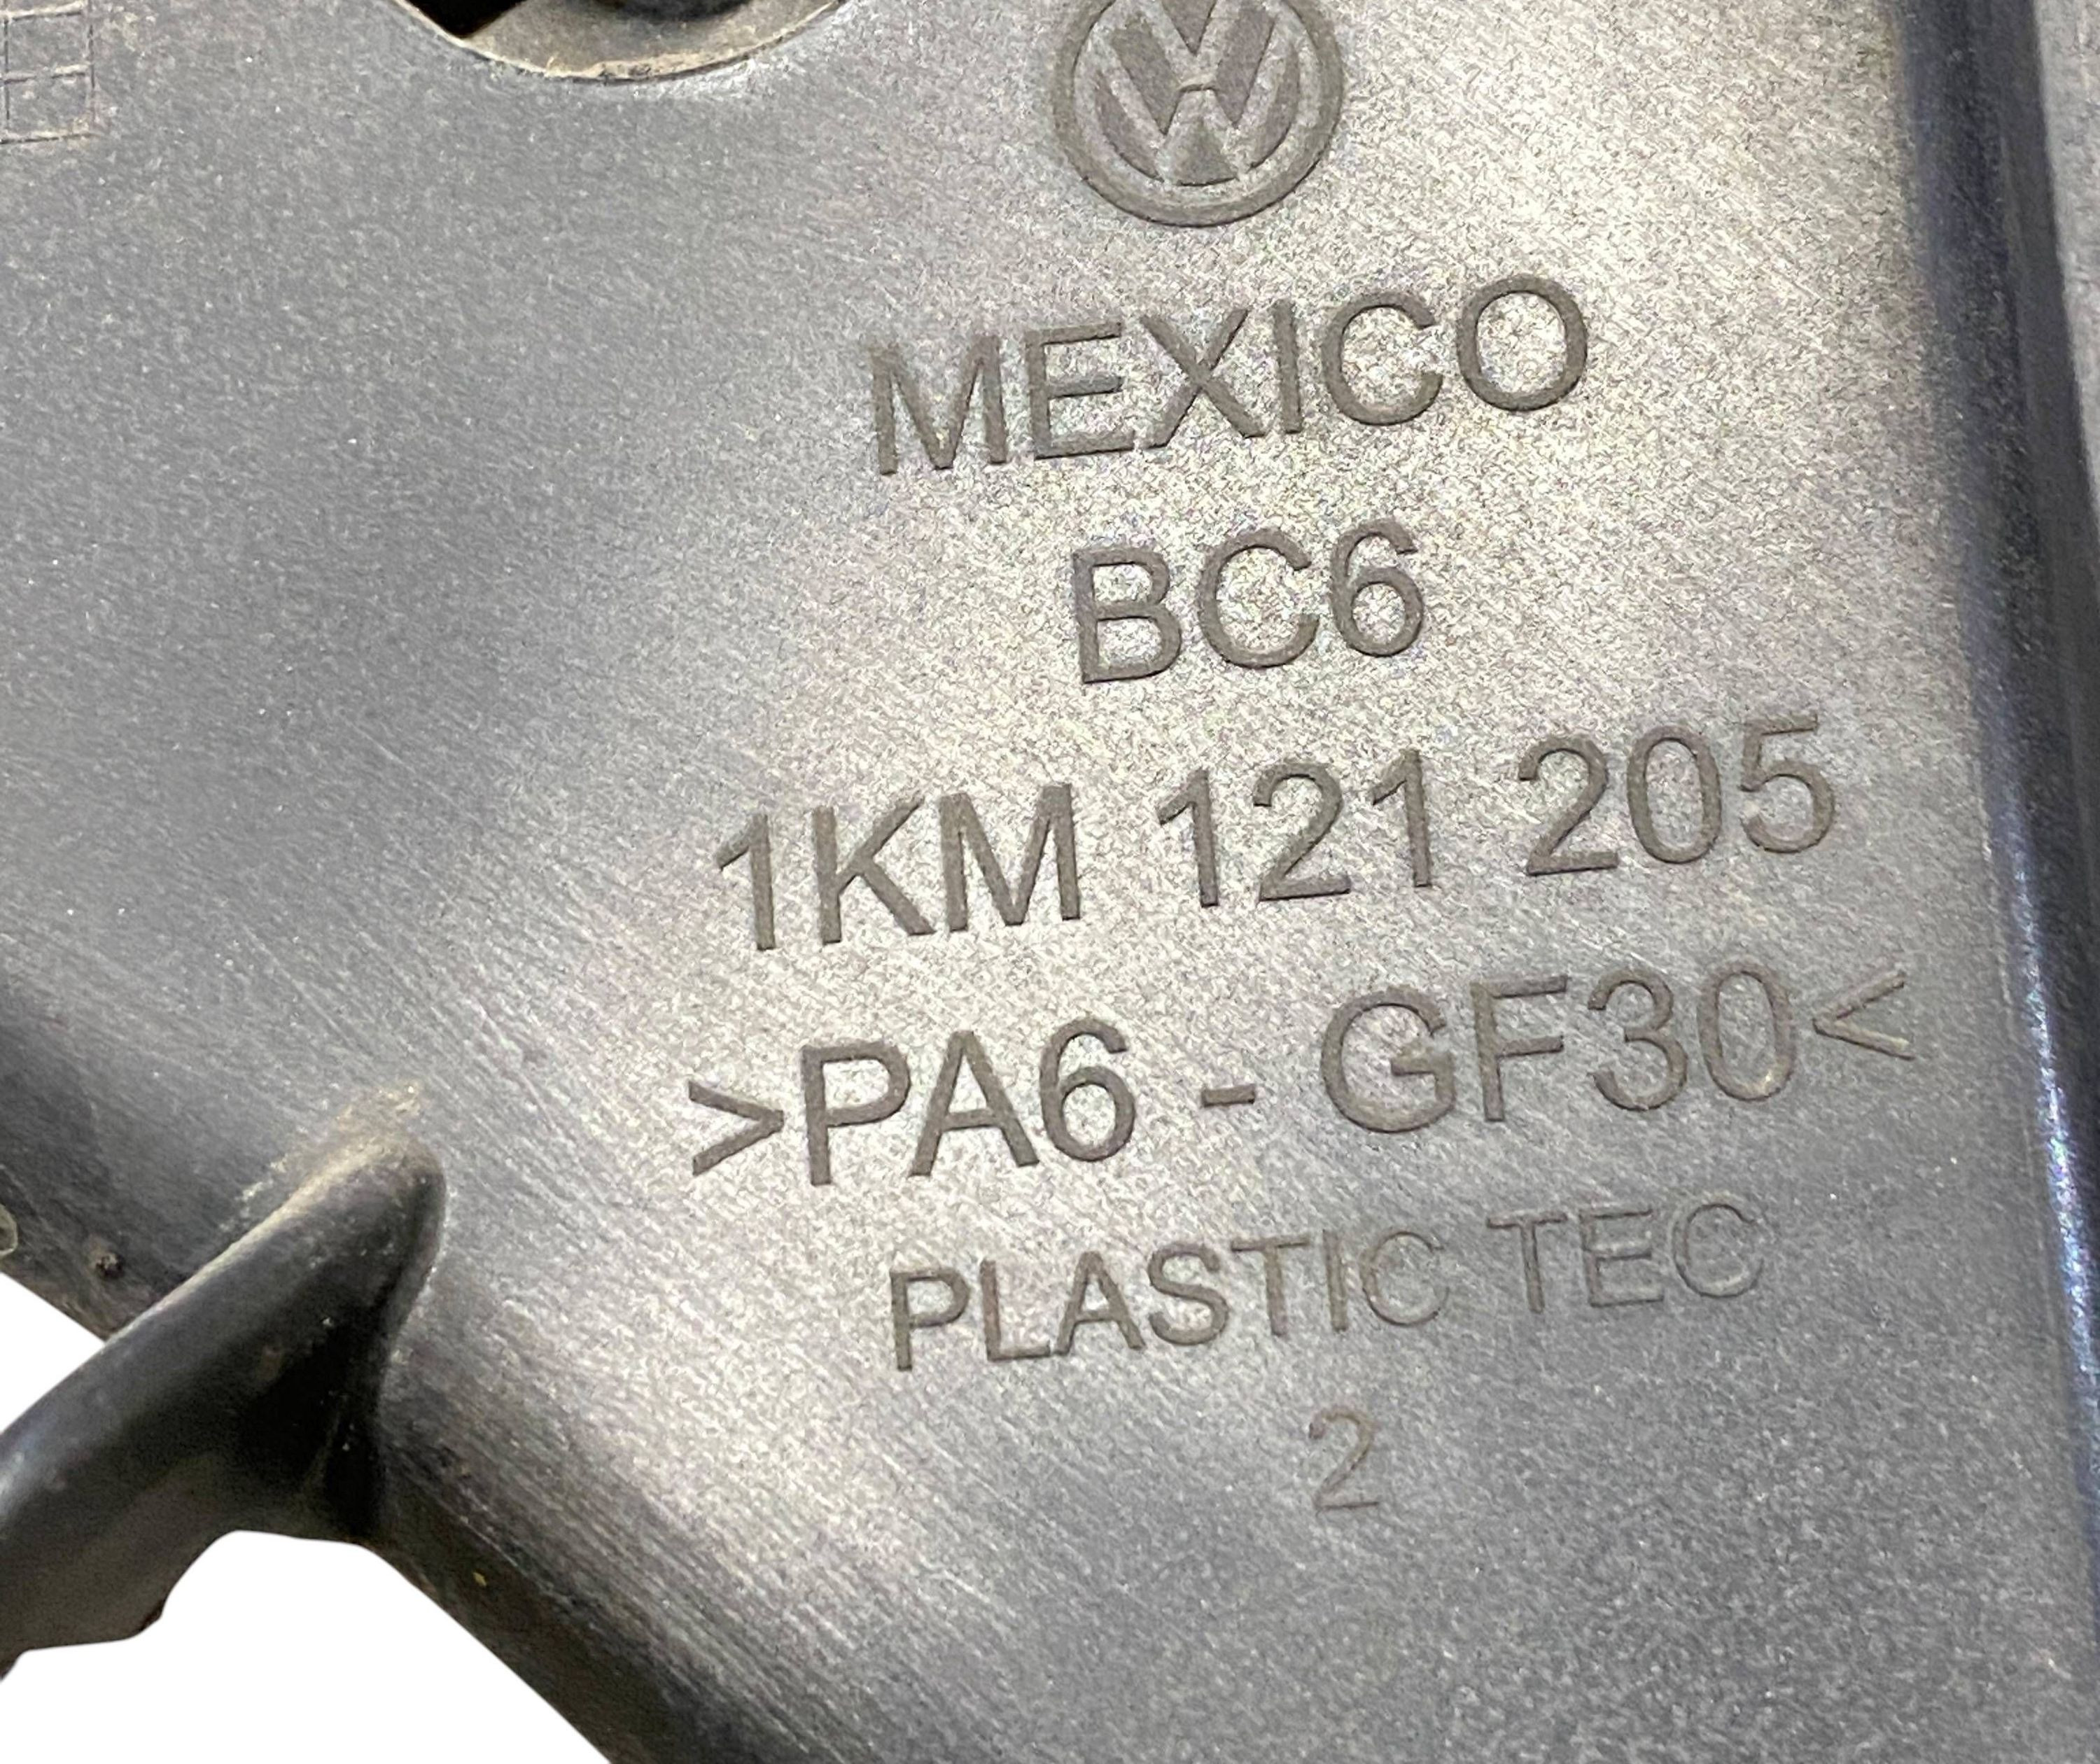 MEXICO
BC6
1KM 121 205
>PA6 - GF30<
PLASTIC TEC
2